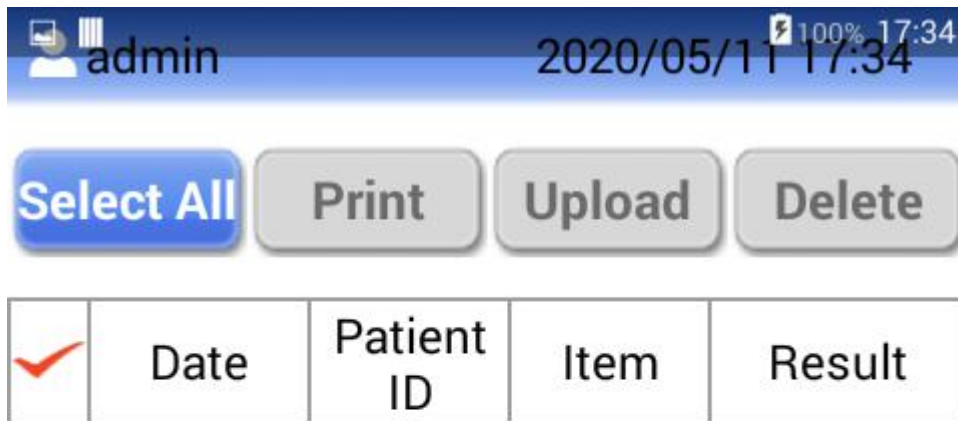 100% 17:34
admin 2020/05/11 17:34
Select All Print Upload Delete
Date Patient ID Item Result